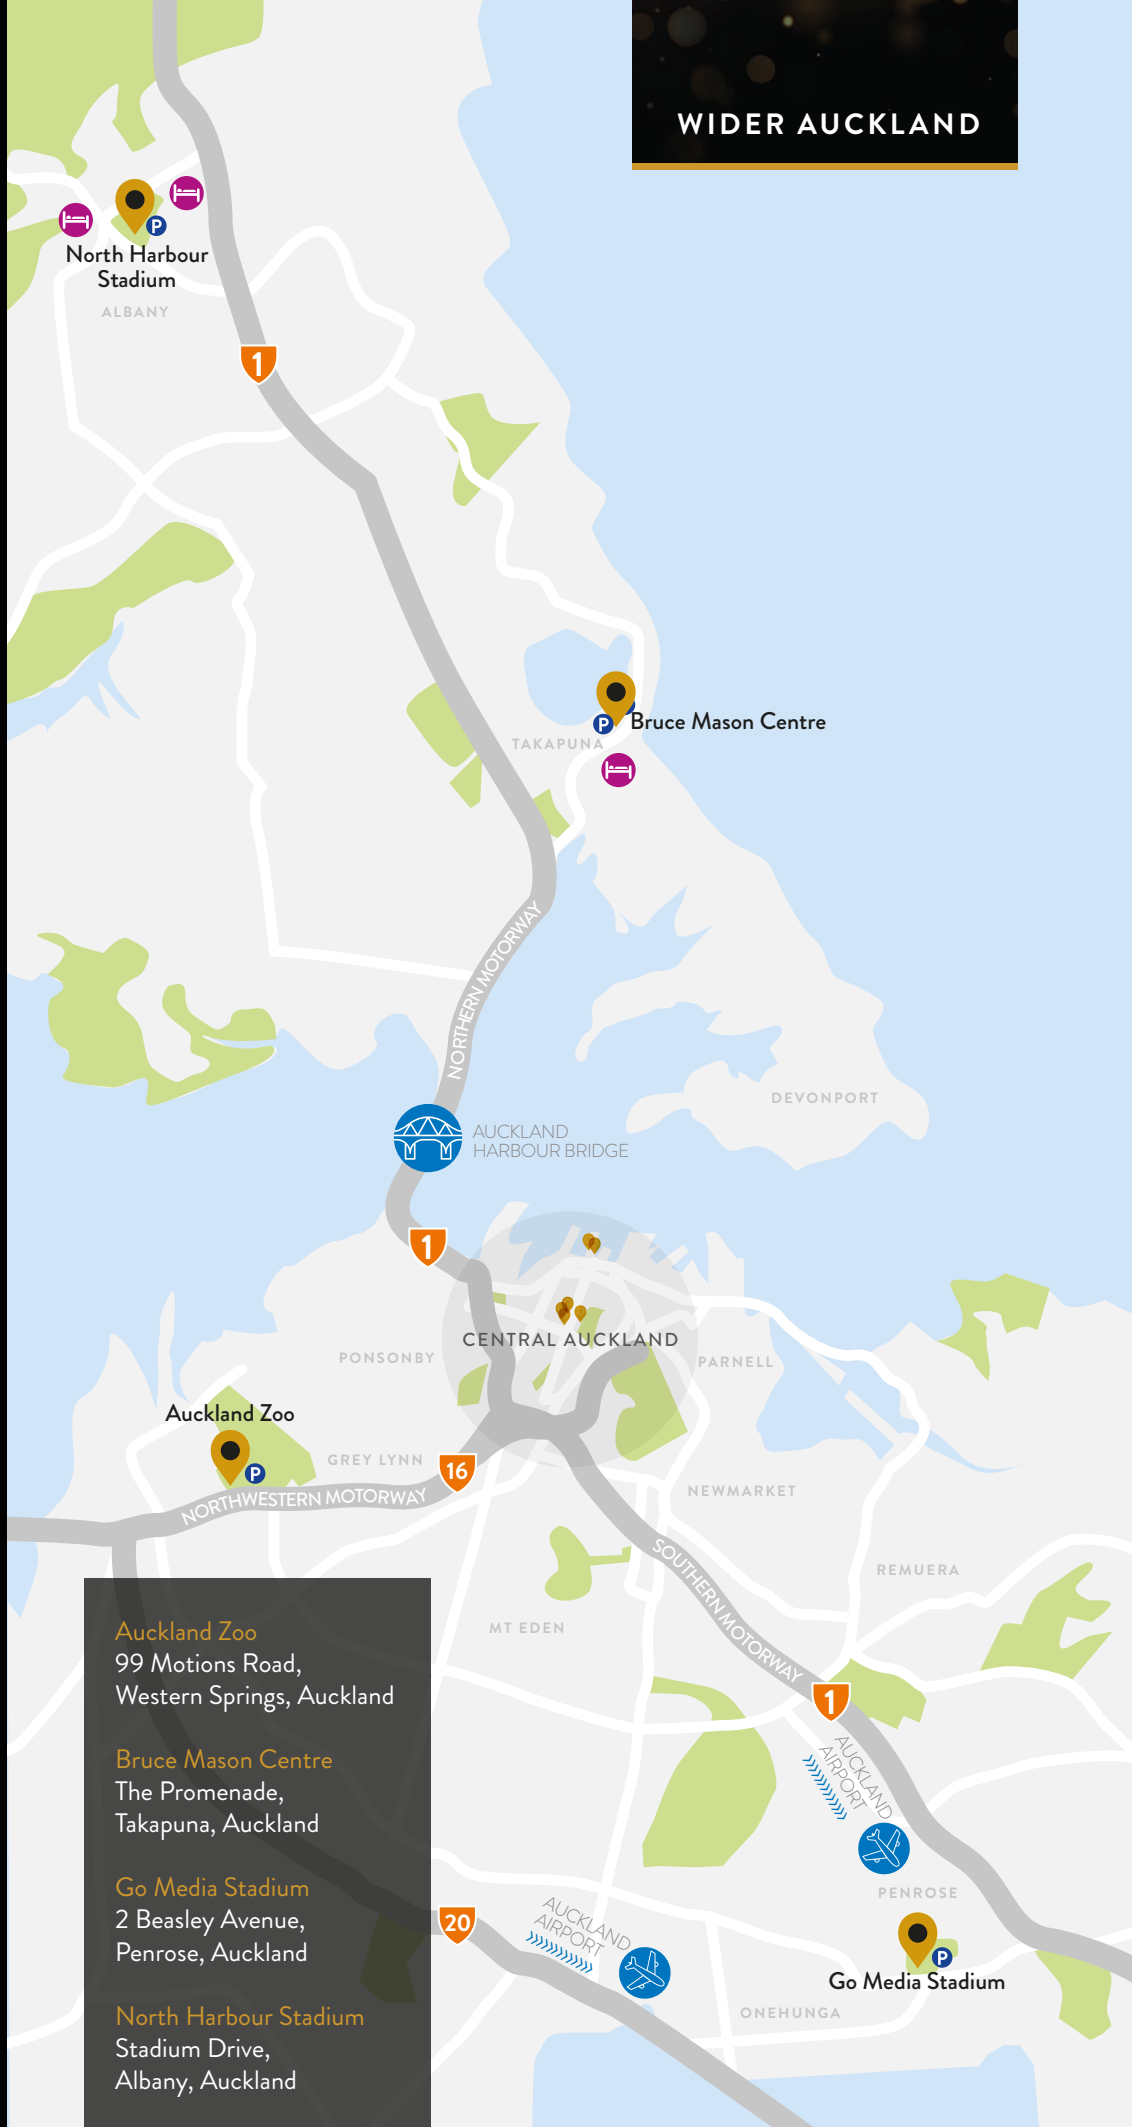 WIDER AUCKLAND
P
North Harbour
Stadium
ALBANY
1
P
Bruce Mason Centre
TAKAPUNA
NORTHERN MOTORWAY
DEVONPORT
AUCKLAND
HARBOUR BRIDGE
1
CENTRAL AUCKLAND
PONSONBY
PARNELL
Auckland Zoo
P
GREY LYNN
16
NORTHWESTERN MOTORWAY
NEWMARKET
SOUTHERN MOTORWAY
REMUERA
MT EDEN
1
AUCKLAND
AIRPORT
PENROSE
P
Go Media Stadium
20
AUCKLAND
AIRPORT
ONEHUNGA
Auckland Zoo
99 Motions Road,
Western Springs, Auckland
Bruce Mason Centre
The Promenade,
Takapuna, Auckland
Go Media Stadium
2 Beasley Avenue,
Penrose, Auckland
North Harbour Stadium
Stadium Drive,
Albany, Auckland